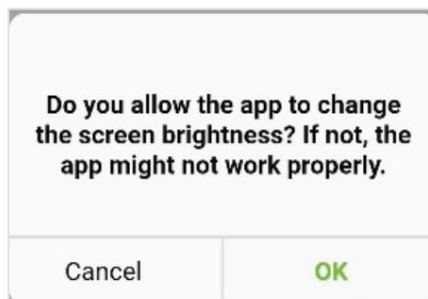 Do you allow the app to change
the screen brightness? If not, the
app might not work properly.
Cancel
OK